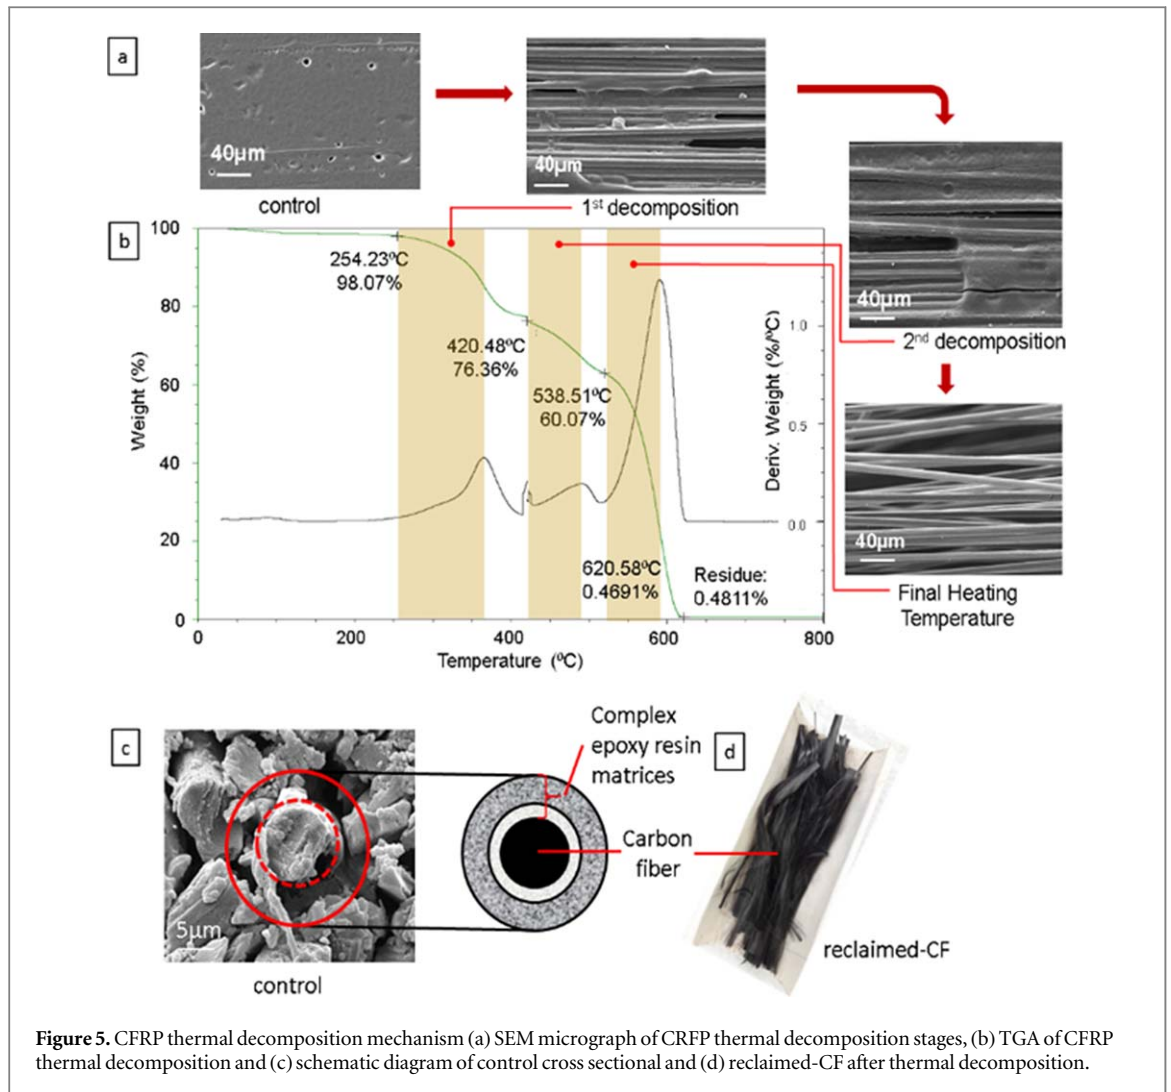 a
40µm
control
40µm
1st decomposition
40µm
2nd decomposition
40µm
Final Heating
Temperature
b
100
80
60
40
20
0
Weight (%)
254.23ºC
98.07%
420.48ºC
76.36%
538.51ºC
60.07%
620.58ºC
0.4691%
Residue:
0.4811%
1.0
0.5
0.0
Deriv. Weight (%/ºC)
0
200
400
600
800
Temperature (ºC)
c
5µm
control
Complex
epoxy resin
matrices
Carbon
fiber
d
reclaimed-CF
Figure 5. CFRP thermal decomposition mechanism (a) SEM micrograph of CRFP thermal decomposition stages, (b) TGA of CFRP
thermal decomposition and (c) schematic diagram of control cross sectional and (d) reclaimed-CF after thermal decomposition.